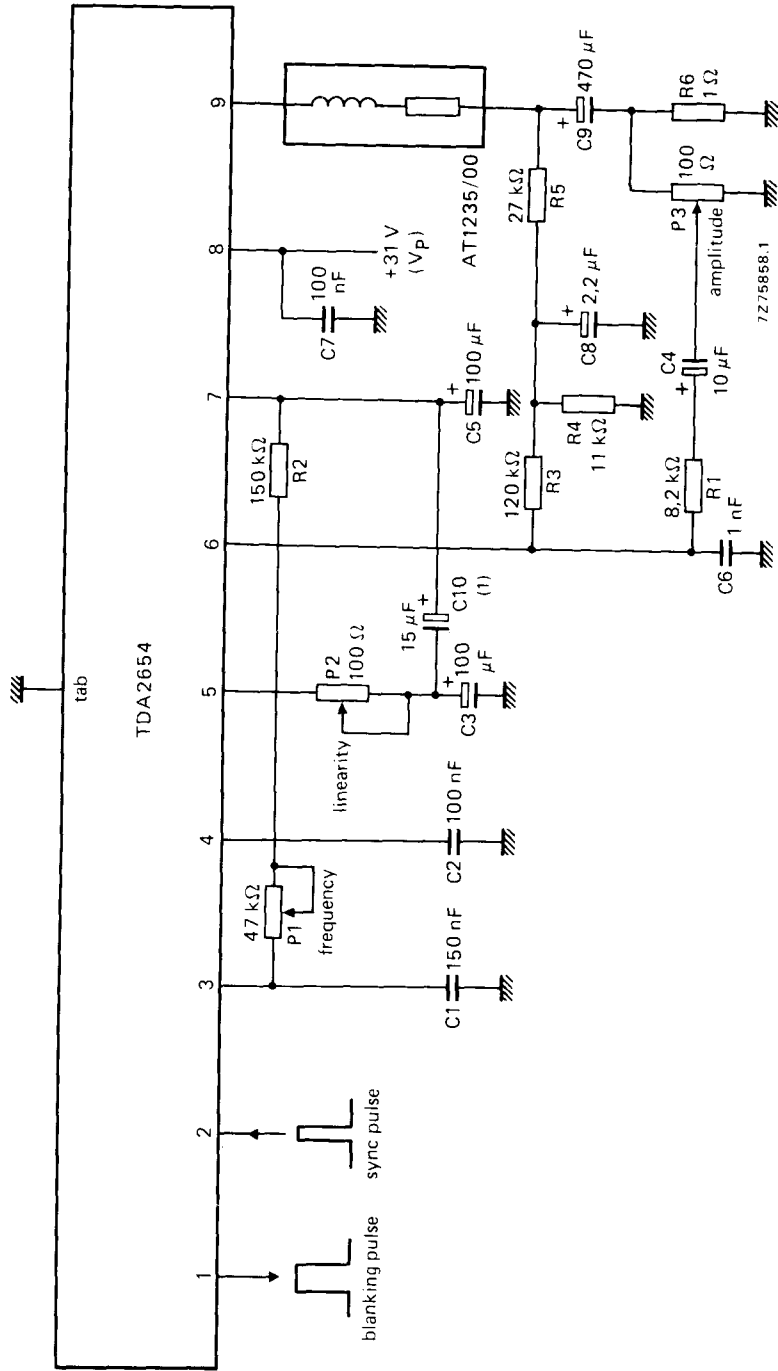 tab
TDA2654
1
2
3
4
5
6
7
8
9
blanking pulse
sync pulse
47 kΩ
P1
frequency
C1
150 nF
C2
100 nF
linearity
P2
100 Ω
+
100
µF
C3
15 µF
+
C10
(1)
150 kΩ
R2
+
100 µF
C5
100
nF
C7
+31 V
(Vp)
AT1235/00
120 kΩ
R3
R4
11 kΩ
+
2,2 µF
C8
27 kΩ
R5
+
470 µF
C9
8,2 kΩ
R1
1 nF
C6
+
C4
10 µF
amplitude
100
Ω
P3
R6
1 Ω
7Z75858.1